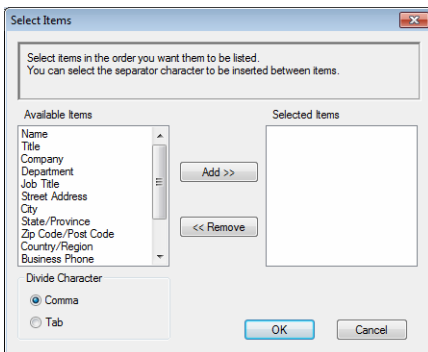 Select Items
Select items in the order you want them to be listed.
You can select the separator character to be inserted between items.
Available Items
Selected Items
Name
Title
Company
Department
Job Title
Street Address
City
State/Province
Zip Code/Post Code
Country/Region
Business Phone
Add >>
<< Remove
Divide Character
Comma
Tab
OK
Cancel